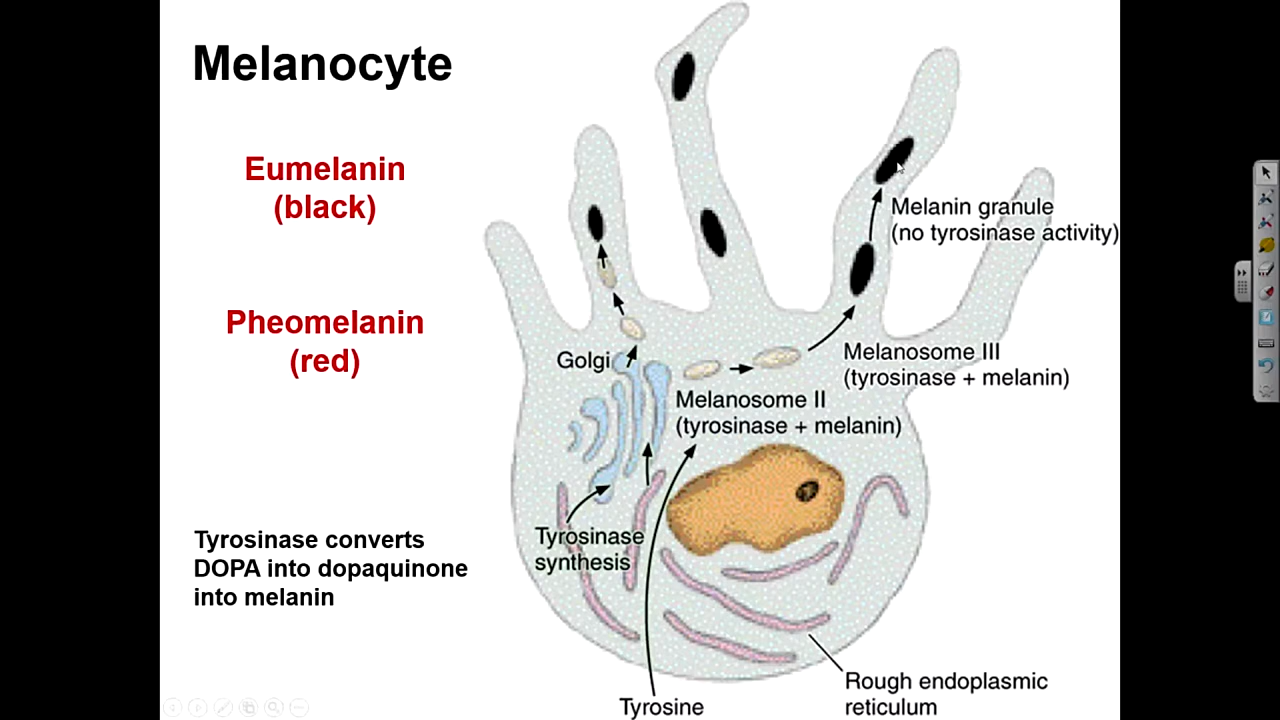 Melanocyte
Eumelanin
(black)
Pheomelanin
(red)
Tyrosinase converts
DOPA into dopaquinone
into melanin
Melanin granule
(no tyrosinase activity)
Golgi
Melanosome III
(tyrosinase + melanin)
Melanosome II
(tyrosinase + melanin)
Tyrosinase
synthesis
Rough endoplasmic
reticulum
Tyrosine